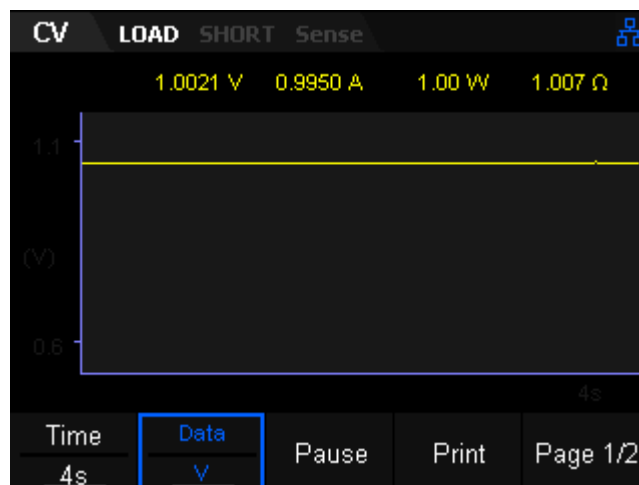 CV LOAD SHORT Sense
1.0021 V 0.9950 A 1.00 W 1.007 Ω
1.1
(V)
0.6
4s
Time Data Pause Print Page 1/2
4s V